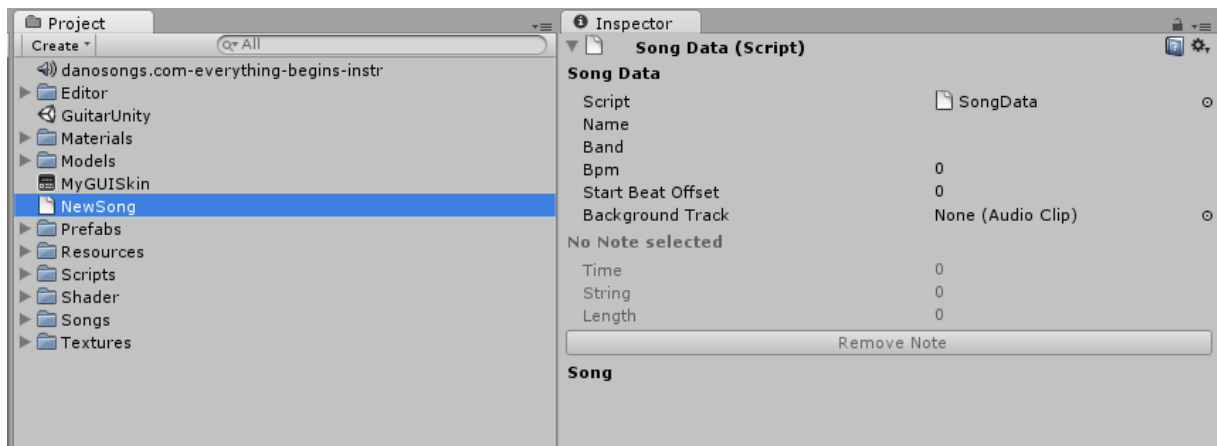 Project
Create
All
danosongs.com-everything-begins-instr
Editor
GuitarUnity
Materials
Models
MyGUISkin
NewSong
Prefabs
Resources
Scripts
Shader
Songs
Textures
Inspector
Song Data (Script)
Song Data
Script SongData
Name
Band
Bpm 0
Start Beat Offset 0
Background Track None (Audio Clip)
No Note selected
Time 0
String 0
Length 0
Remove Note
Song